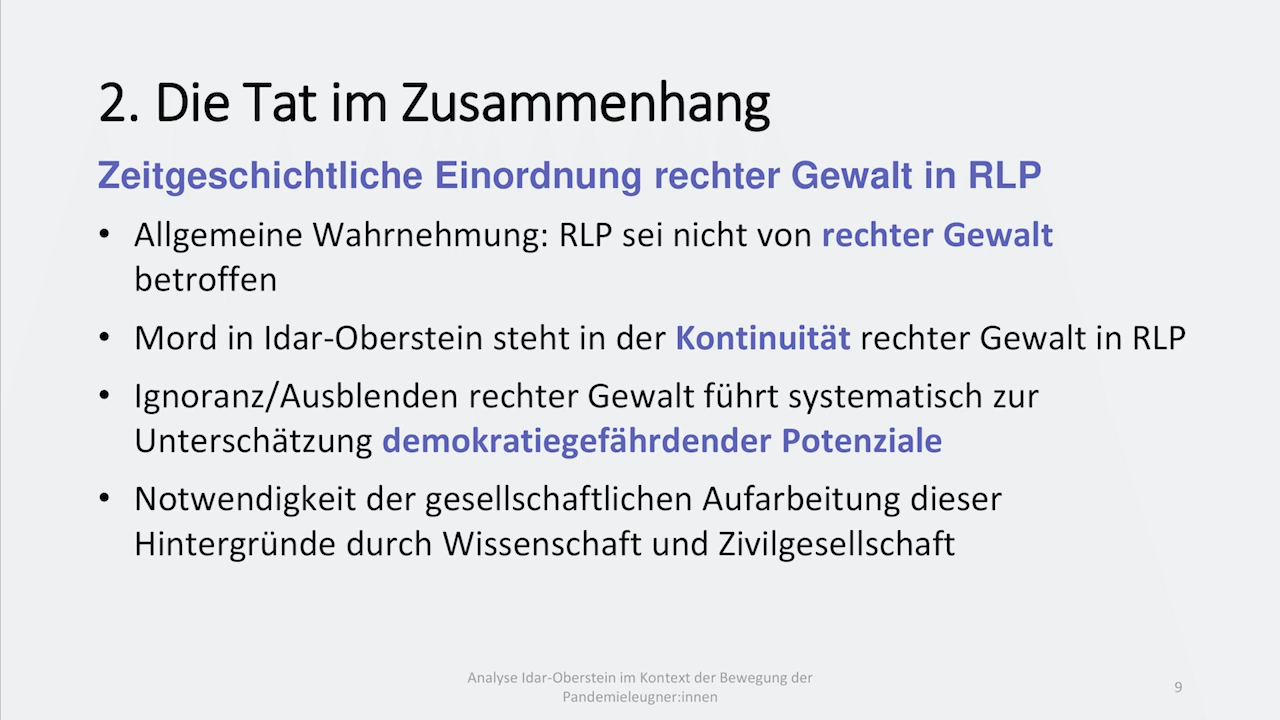 2. Die Tat im Zusammenhang
Zeitgeschichtliche Einordnung rechter Gewalt in RLP
• Allgemeine Wahrnehmung: RLP sei nicht von rechter Gewalt
betroffen
• Mord in Idar-Oberstein steht in der Kontinuität rechter Gewalt in RLP
• Ignoranz/Ausblenden rechter Gewalt führt systematisch zur
Unterschätzung demokratiegefährdender Potenziale
• Notwendigkeit der gesellschaftlichen Aufarbeitung dieser
Hintergründe durch Wissenschaft und Zivilgesellschaft
Analyse Idar-Oberstein im Kontext der Bewegung der
Pandemieleugner:innen
9